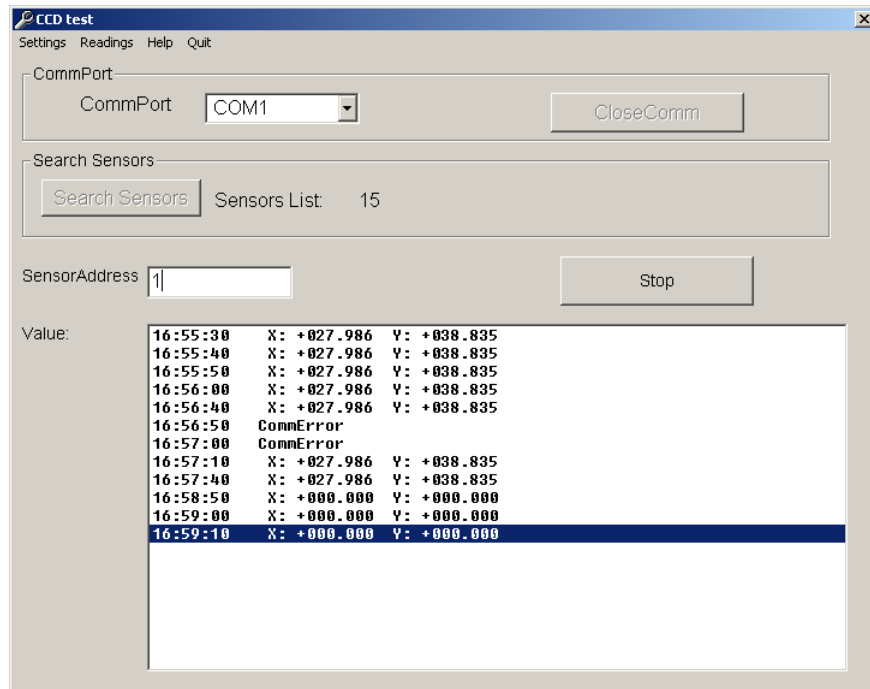 CCD test
Settings Readings Help Quit
CommPort
CommPort COM1 CloseComm
Search Sensors
Search Sensors Sensors List: 15
SensorAddress 1 Stop
Value:
16:55:30 X: +027.986 Y: +038.835
16:55:40 X: +027.986 Y: +038.835
16:55:50 X: +027.986 Y: +038.835
16:56:00 X: +027.986 Y: +038.835
16:56:40 X: +027.986 Y: +038.835
16:56:50 CommError
16:57:00 CommError
16:57:10 X: +027.986 Y: +038.835
16:57:40 X: +027.986 Y: +038.835
16:58:50 X: +000.000 Y: +000.000
16:59:00 X: +000.000 Y: +000.000
16:59:10 X: +000.000 Y: +000.000